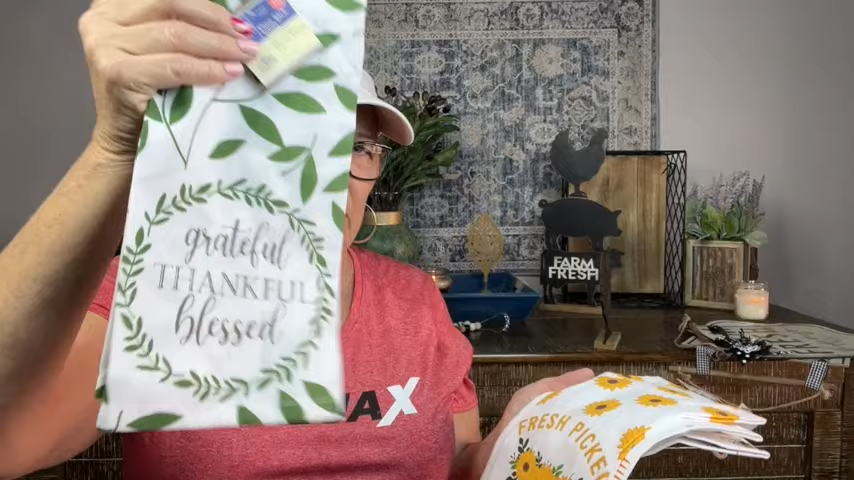 grateful
THANKFUL
blessed
FARM
FRESH
AX
FRESH PICKED